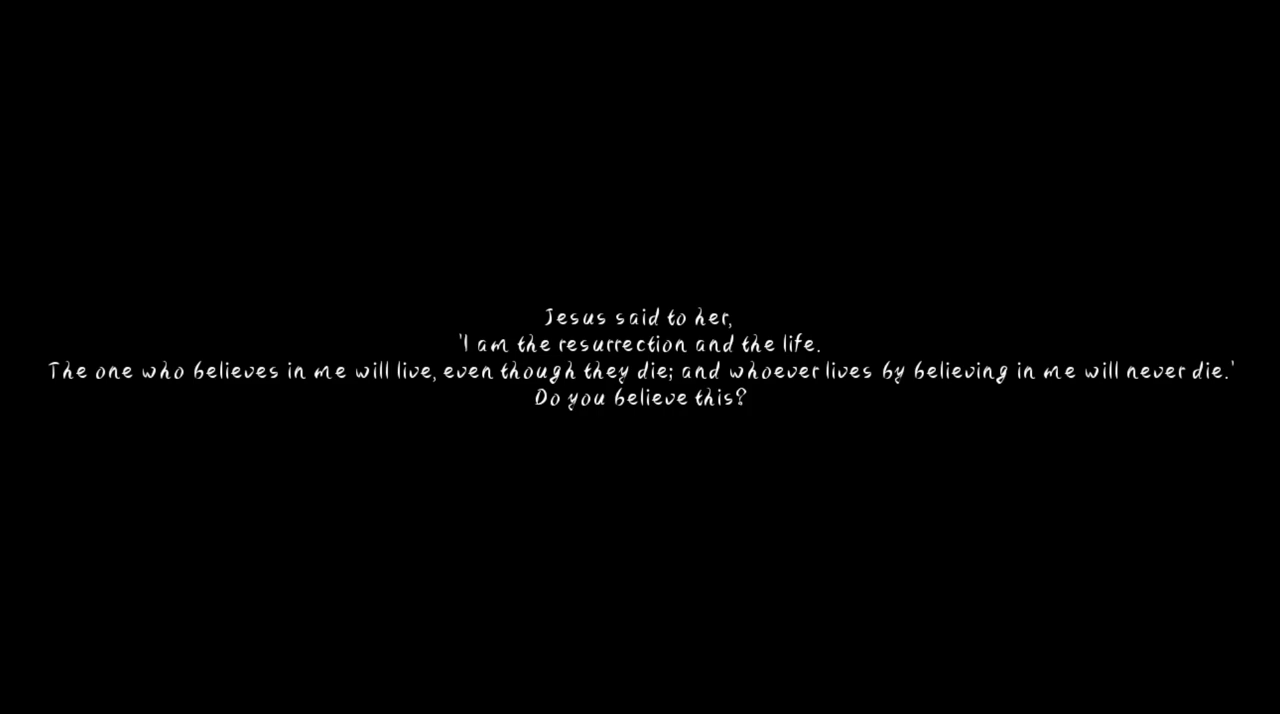 Jesus said to her,
'I am the resurrection and the life.
The one who believes in me will live, even though they die; and whoever lives by believing in me will never die.'
Do you believe this?